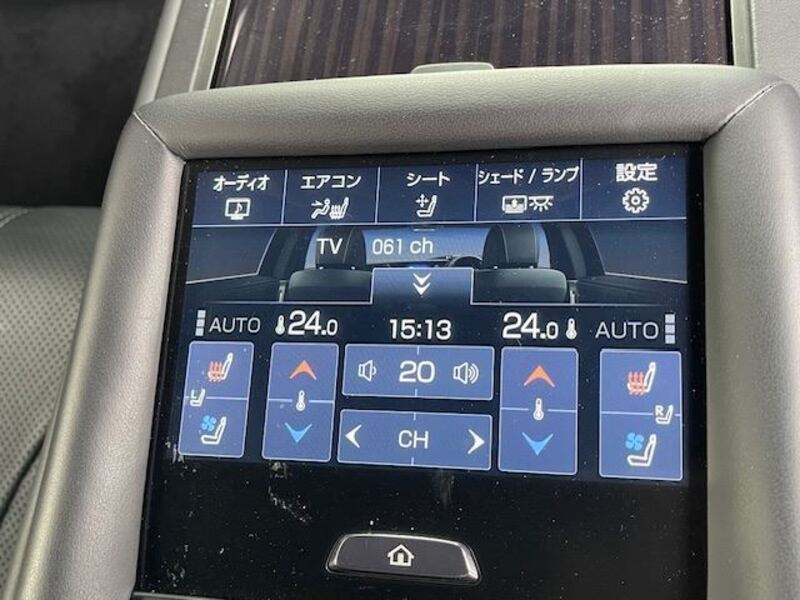 オーディオ エアコン シート シェード / ランプ 設定
TV 061 ch
AUTO 24.0 15:13 24.0 AUTO
20
L R
CH